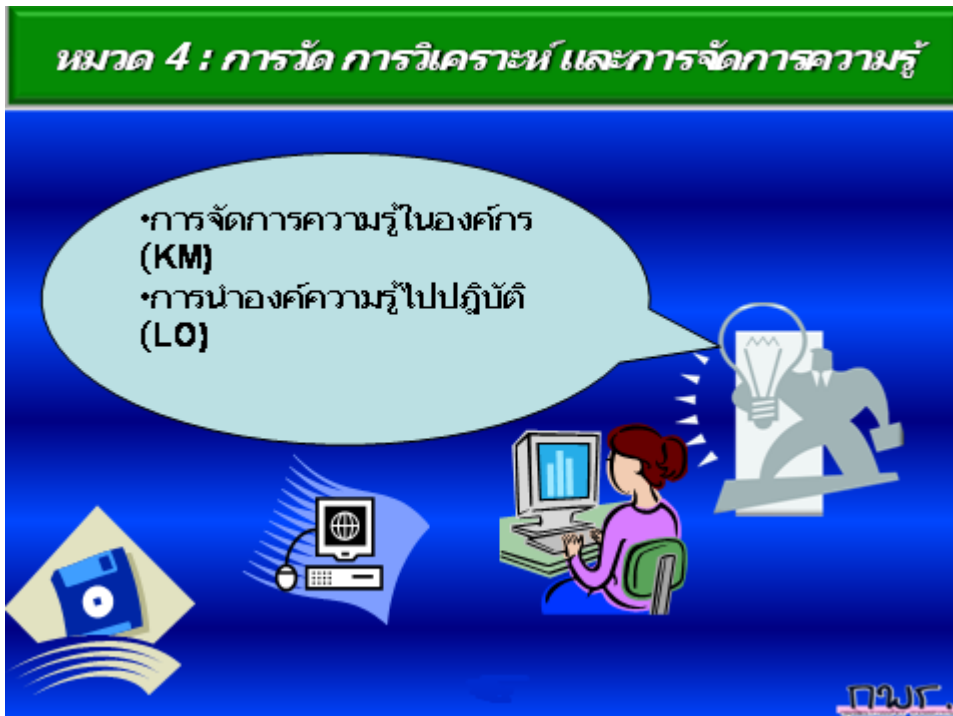 หมวด 4 : การวัด การวิเคราะห์ และการจัดการความรู้
•การจัดการความรู้ในองค์กร
(KM)
•การนำองค์ความรู้ไปปฎิบัติ
(LO)
กพร.